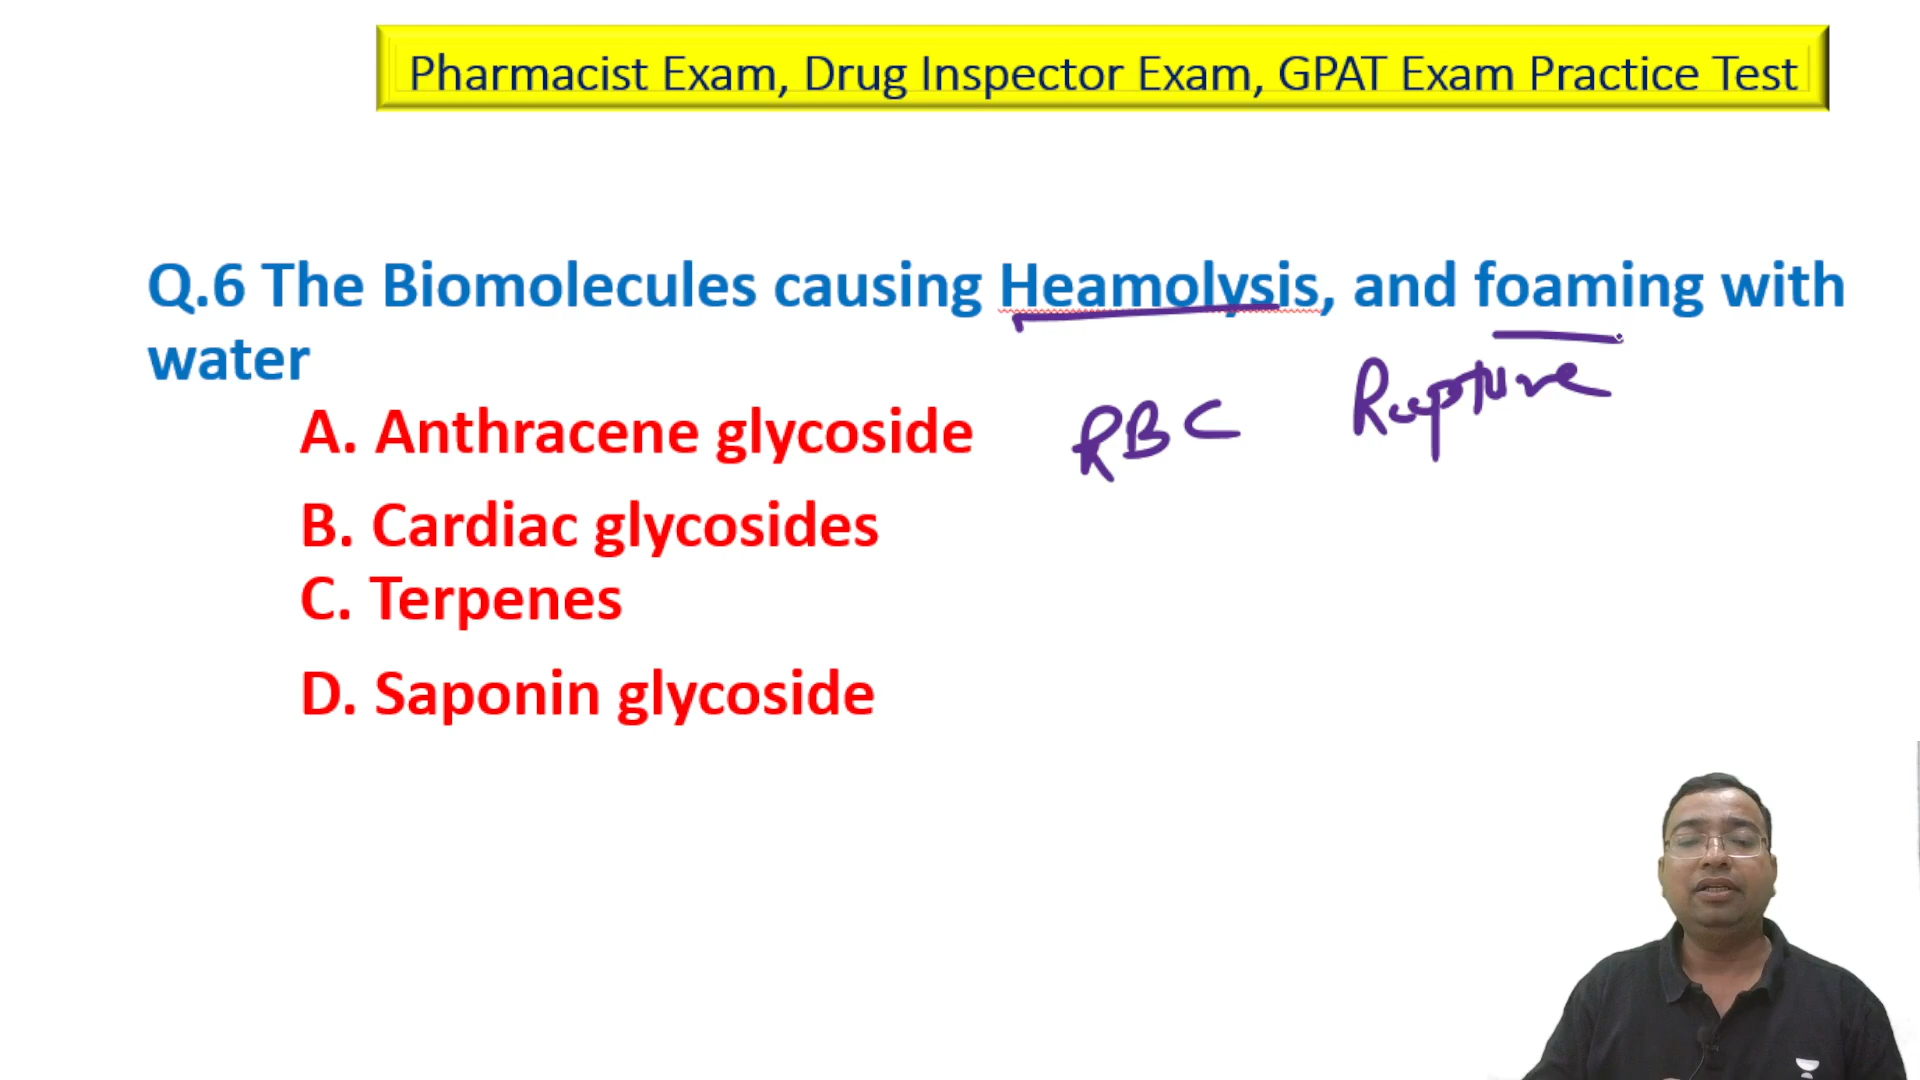 Pharmacist Exam, Drug Inspector Exam, GPAT Exam Practice Test
Q.6 The Biomolecules causing Heamolysis, and foaming with
water
A. Anthracene glycoside
RBC Rupture
B. Cardiac glycosides
C. Terpenes
D. Saponin glycoside